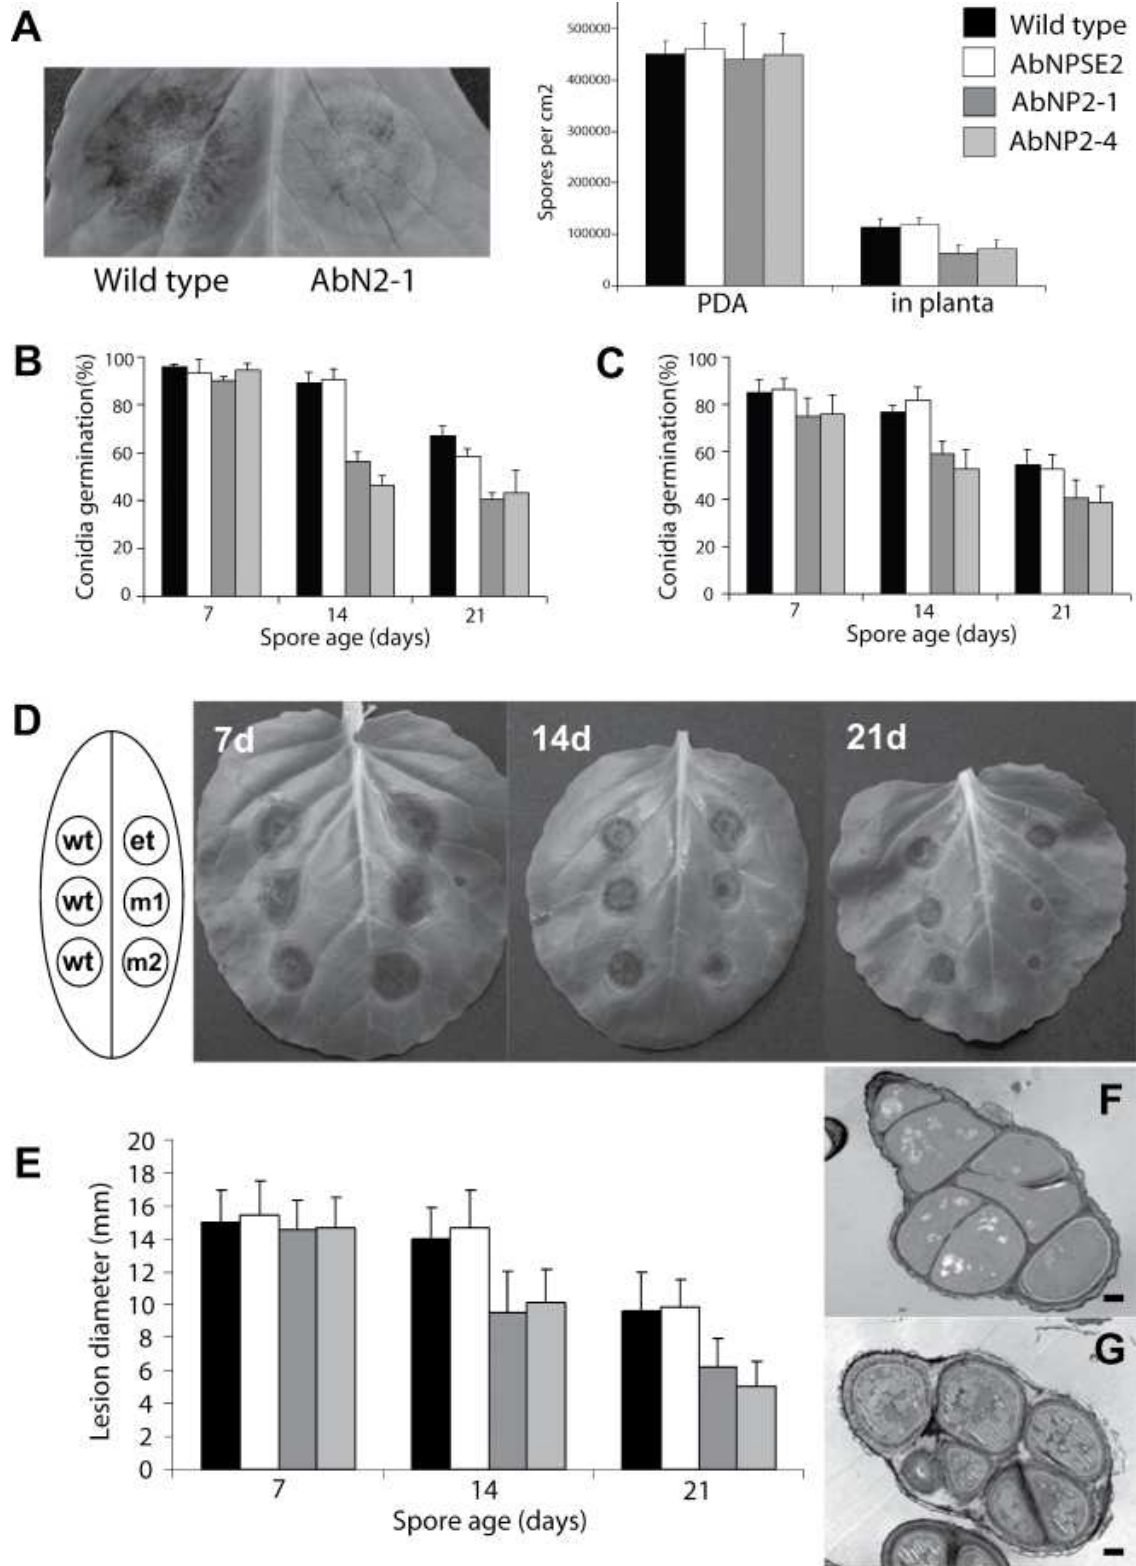 A
Wild type
AbN2-1
Spores per cm2
500000
400000
300000
200000
100000
0
PDA
in planta
Wild type
AbNPSE2
AbNP2-1
AbNP2-4
B
Conidia germination(%)
100
80
60
40
20
0
7
14
21
Spore age (days)
C
Conidia germination(%)
100
80
60
40
20
0
7
14
21
Spore age (days)
D
wt et
wt m1
wt m2
7d
14d
21d
E
Lesion diameter (mm)
20
18
16
14
12
10
8
6
4
2
0
7
14
21
Spore age (days)
F
G